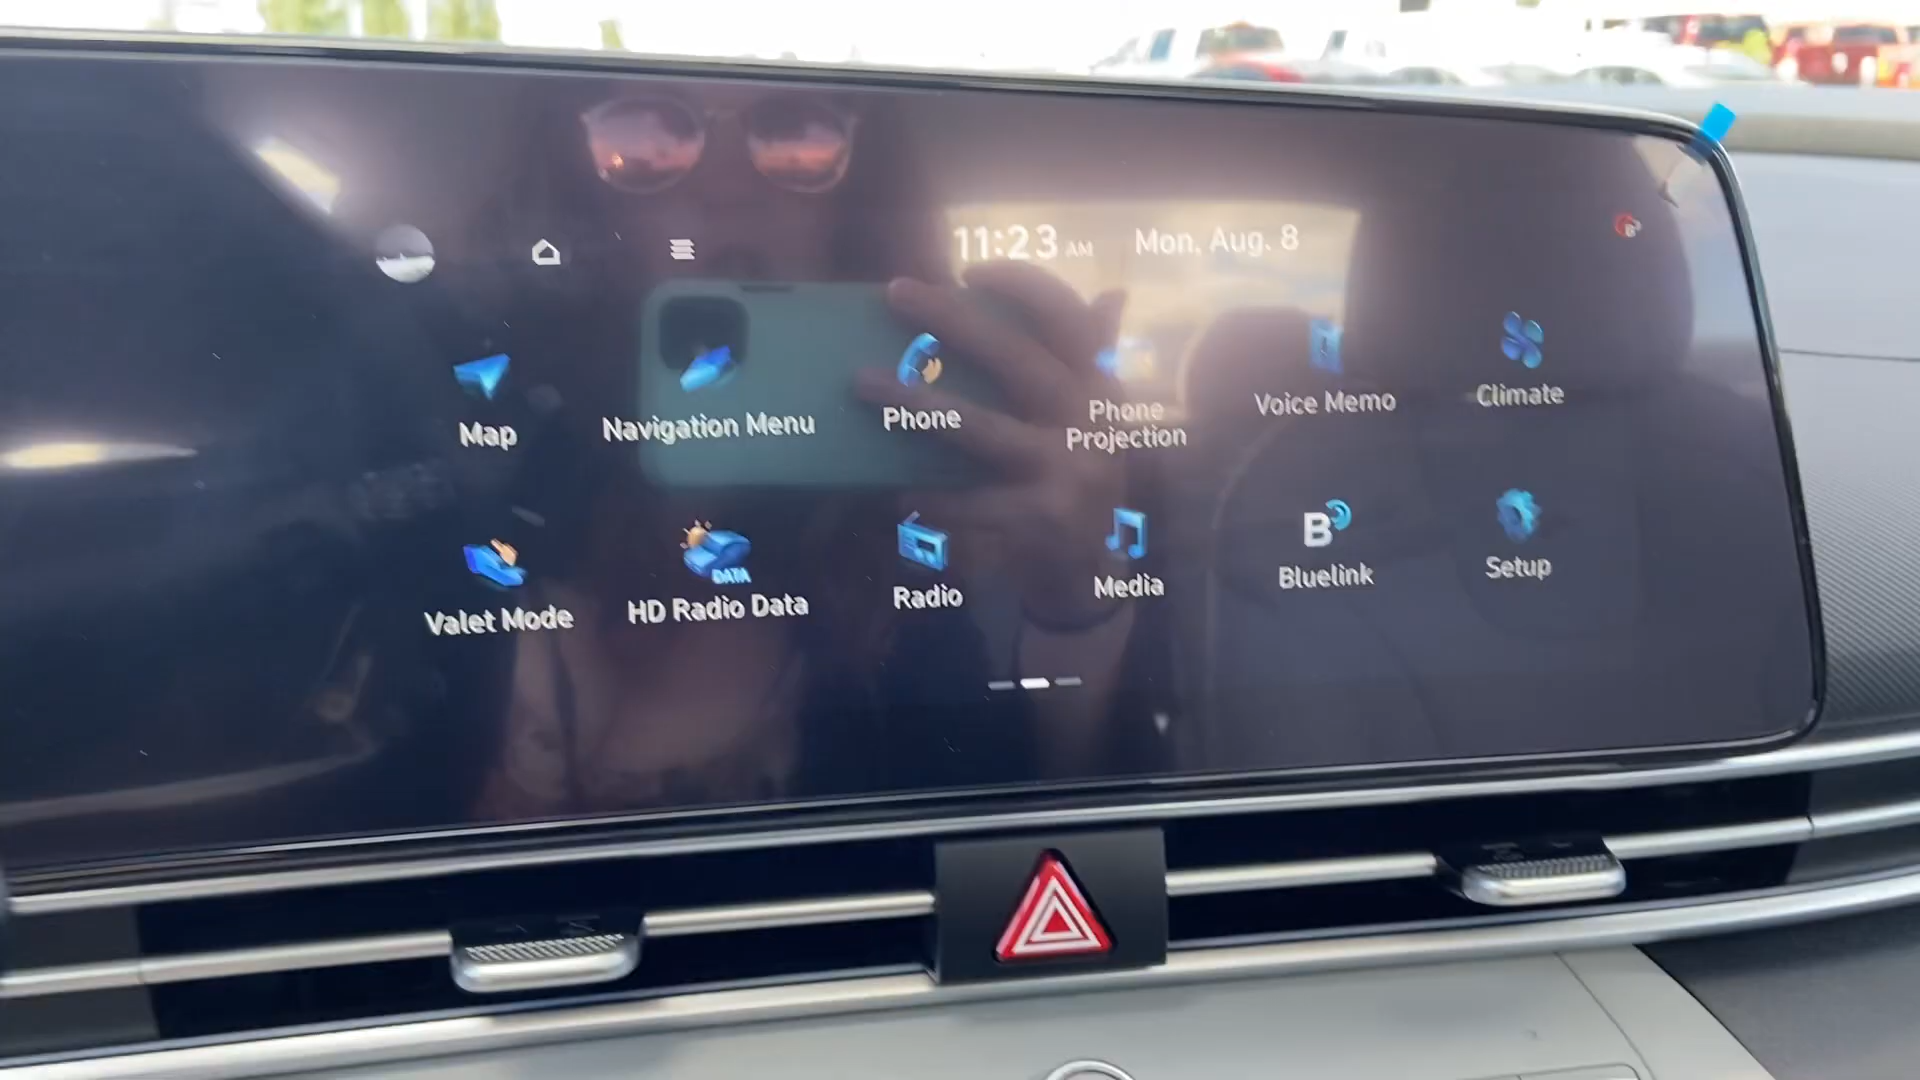 11:23 AM Mon, Aug. 8
Map
Navigation Menu
Phone
Phone
Projection
Voice Memo
Climate
DATA
B
Valet Mode
HD Radio Data
Radio
Media
Bluelink
Setup